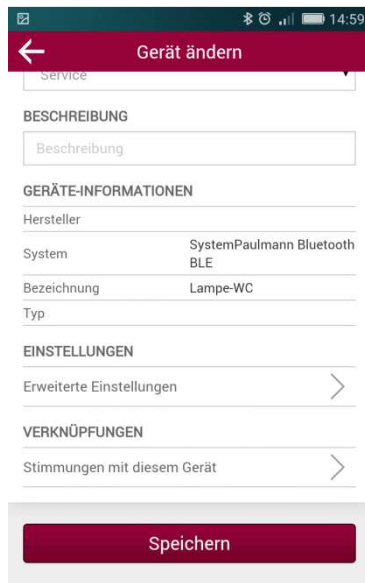 14:59
Gerät ändern
Service
BESCHREIBUNG
Beschreibung
GERÄTE-INFORMATIONEN
Hersteller
System SystemPaulmann Bluetooth
BLE
Bezeichnung Lampe-WC
Typ
EINSTELLUNGEN
Erweiterte Einstellungen
VERKNÜPFUNGEN
Stimmungen mit diesem Gerät
Speichern